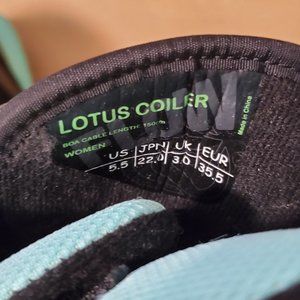 LOTUS COILER
BOA CABLE LENGTH: 150cm
WOMEN
US JPN UK EUR
5.5 22.0 3.0 35.5
Made in China